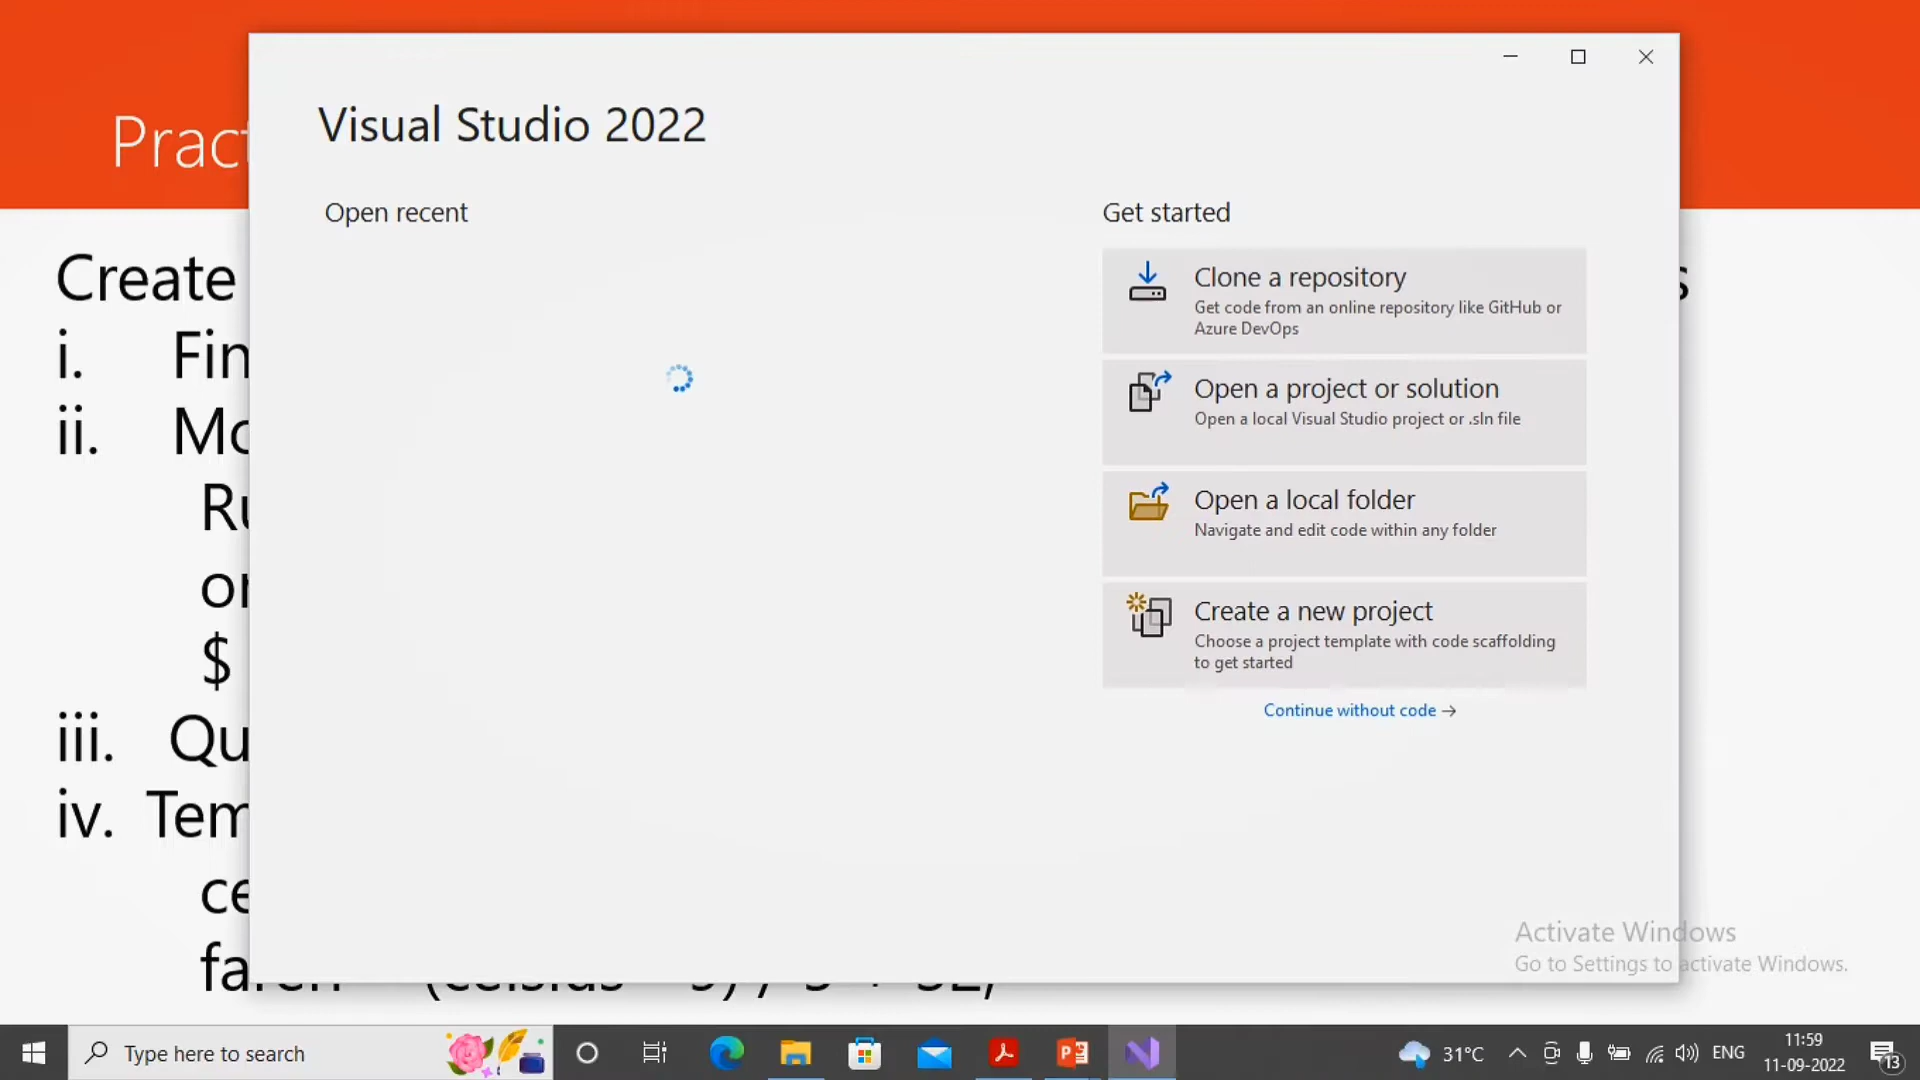 Visual Studio 2022
Open recent
Get started
Clone a repository
Get code from an online repository like GitHub or
Azure DevOps
Open a project or solution
Open a local Visual Studio project or .sln file
Open a local folder
Navigate and edit code within any folder
Create a new project
Choose a project template with code scaffolding
to get started
Continue without code →
Pract
Create
i. Fin
ii. Mo
Ru
or
$
iii. Qu
iv. Tem
ce
Activate Windows
Go to Settings to activate Windows.
Type here to search
31°C
ENG
11:59
11-09-2022
13